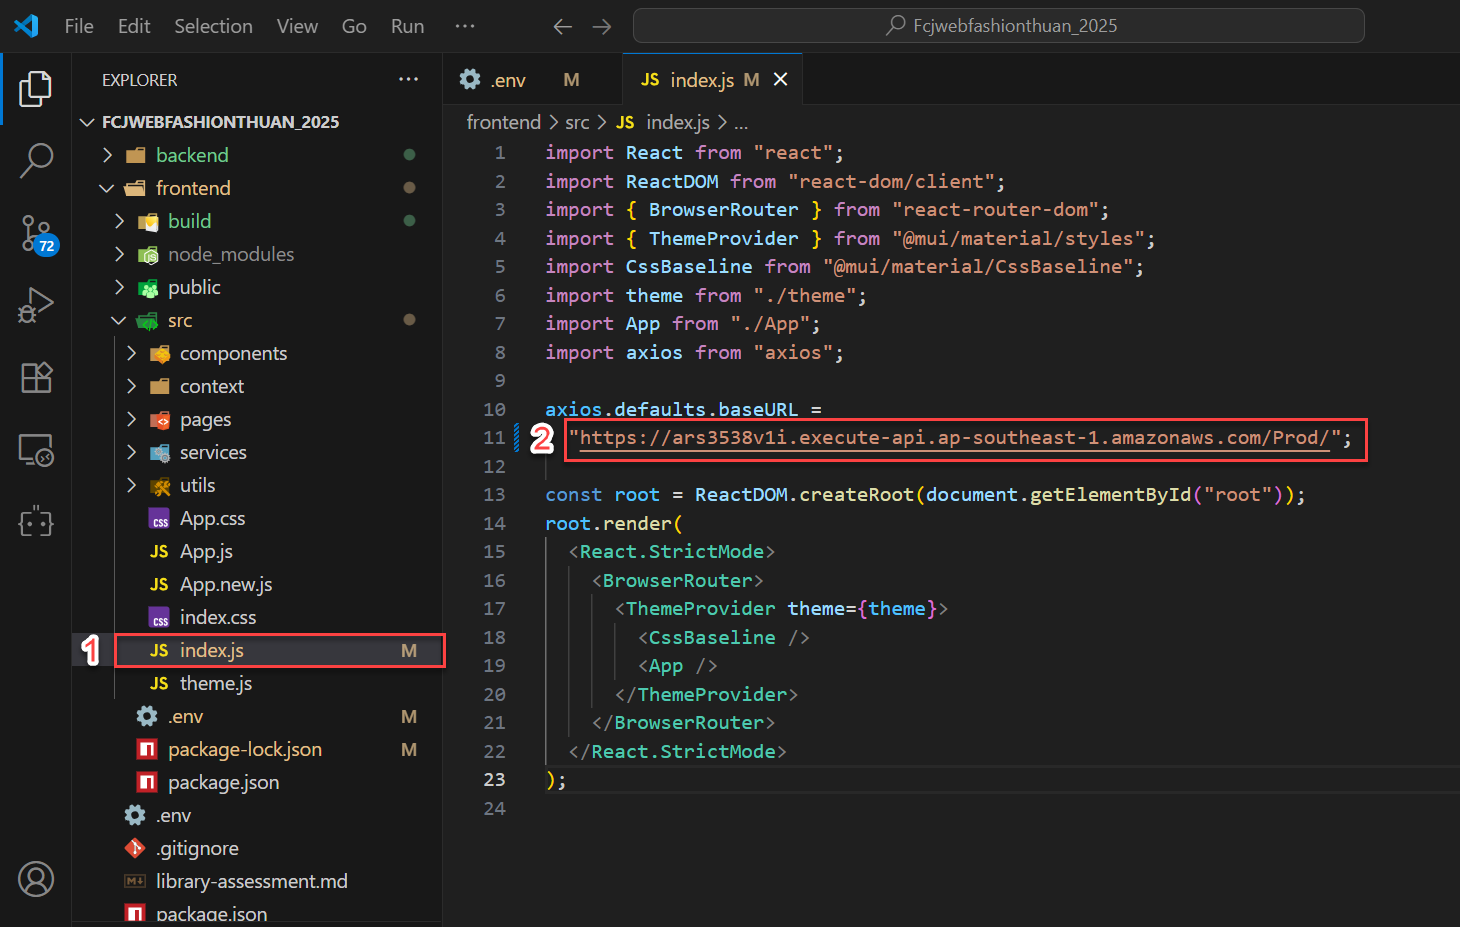 File Edit Selection View Go Run ··· Fcjwebfashionthuan_2025
EXPLORER ···
FCJWEBFASHIONTHUAN_2025
backend
frontend
build
node_modules
public
src
components
context
pages
services
utils
App.css
App.js
App.new.js
index.css
1 index.js M
theme.js
.env M
package-lock.json M
package.json
.env
.gitignore
library-assessment.md
package.json
72
.env M JS index.js M
frontend > src > JS index.js > ...
1 import React from "react";
2 import ReactDOM from "react-dom/client";
3 import { BrowserRouter } from "react-router-dom";
4 import { ThemeProvider } from "@mui/material/styles";
5 import CssBaseline from "@mui/material/CssBaseline";
6 import theme from "./theme";
7 import App from "./App";
8 import axios from "axios";
9
10 axios.defaults.baseURL =
11 2 "https://ars3538v1i.execute-api.ap-southeast-1.amazonaws.com/Prod/";
12
13 const root = ReactDOM.createRoot(document.getElementById("root"));
14 root.render(
15 <React.StrictMode>
16 <BrowserRouter>
17 <ThemeProvider theme={theme}>
18 <CssBaseline />
19 <App />
20 </ThemeProvider>
21 </BrowserRouter>
22 </React.StrictMode>
23 );
24